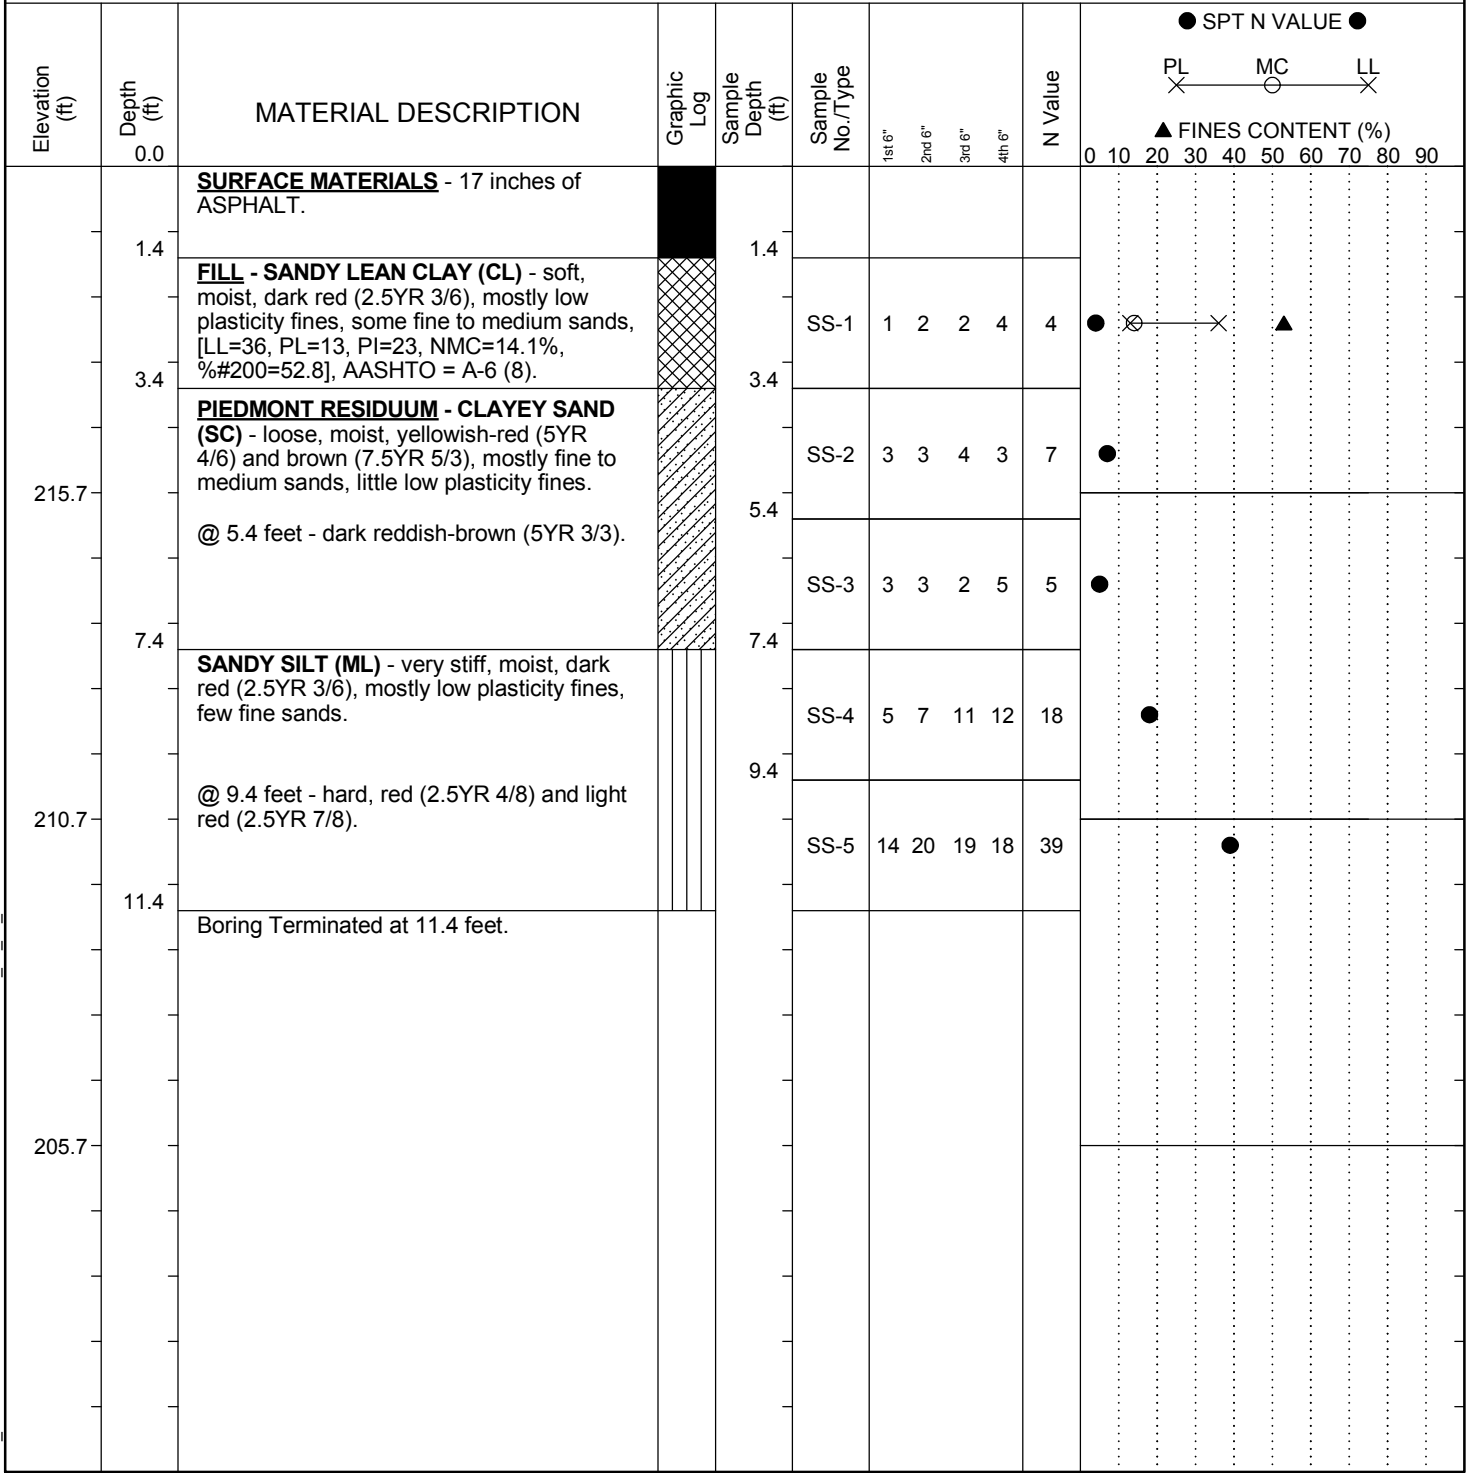 ● SPT N VALUE ●
PL MC LL
▲ FINES CONTENT (%)
0 10 20 30 40 50 60 70 80 90
Elevation (ft)
Depth (ft)
0.0
MATERIAL DESCRIPTION
Graphic Log
Sample Depth (ft)
Sample No./Type
1st 6"
2nd 6"
3rd 6"
4th 6"
N Value
SURFACE MATERIALS - 17 inches of
ASPHALT.
1.4 1.4
FILL - SANDY LEAN CLAY (CL) - soft,
moist, dark red (2.5YR 3/6), mostly low
plasticity fines, some fine to medium sands,
[LL=36, PL=13, PI=23, NMC=14.1%,
%#200=52.8], AASHTO = A-6 (8).
SS-1 1 2 2 4 4
3.4 3.4
PIEDMONT RESIDUUM - CLAYEY SAND
(SC) - loose, moist, yellowish-red (5YR
4/6) and brown (7.5YR 5/3), mostly fine to
medium sands, little low plasticity fines.
SS-2 3 3 4 3 7
215.7
5.4
@ 5.4 feet - dark reddish-brown (5YR 3/3).
SS-3 3 3 2 5 5
7.4 7.4
SANDY SILT (ML) - very stiff, moist, dark
red (2.5YR 3/6), mostly low plasticity fines,
few fine sands.
SS-4 5 7 11 12 18
9.4
@ 9.4 feet - hard, red (2.5YR 4/8) and light
red (2.5YR 7/8).
210.7
SS-5 14 20 19 18 39
11.4
Boring Terminated at 11.4 feet.
205.7